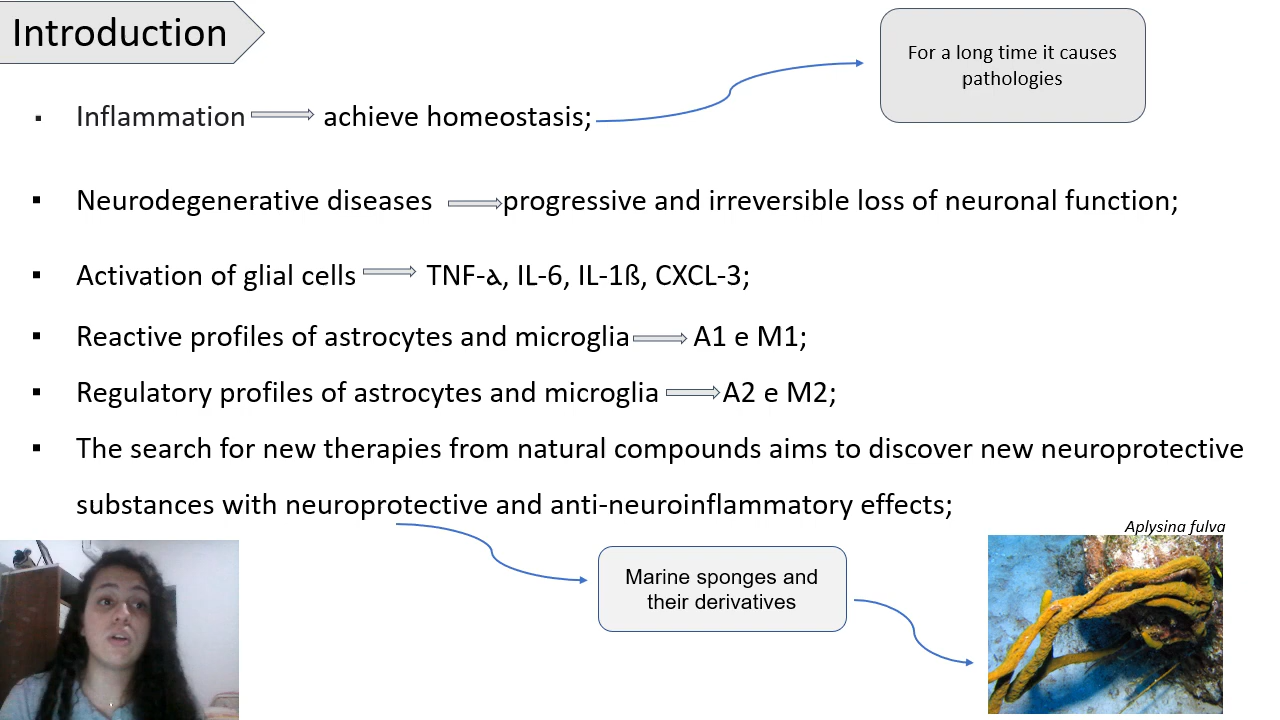 Introduction
For a long time it causes
pathologies
Inflammation achieve homeostasis;
Neurodegenerative diseases progressive and irreversible loss of neuronal function;
Activation of glial cells TNF-a, IL-6, IL-1ß, CXCL-3;
Reactive profiles of astrocytes and microglia A1 e M1;
Regulatory profiles of astrocytes and microglia A2 e M2;
The search for new therapies from natural compounds aims to discover new neuroprotective
substances with neuroprotective and anti-neuroinflammatory effects;
Aplysina fulva
Marine sponges and
their derivatives